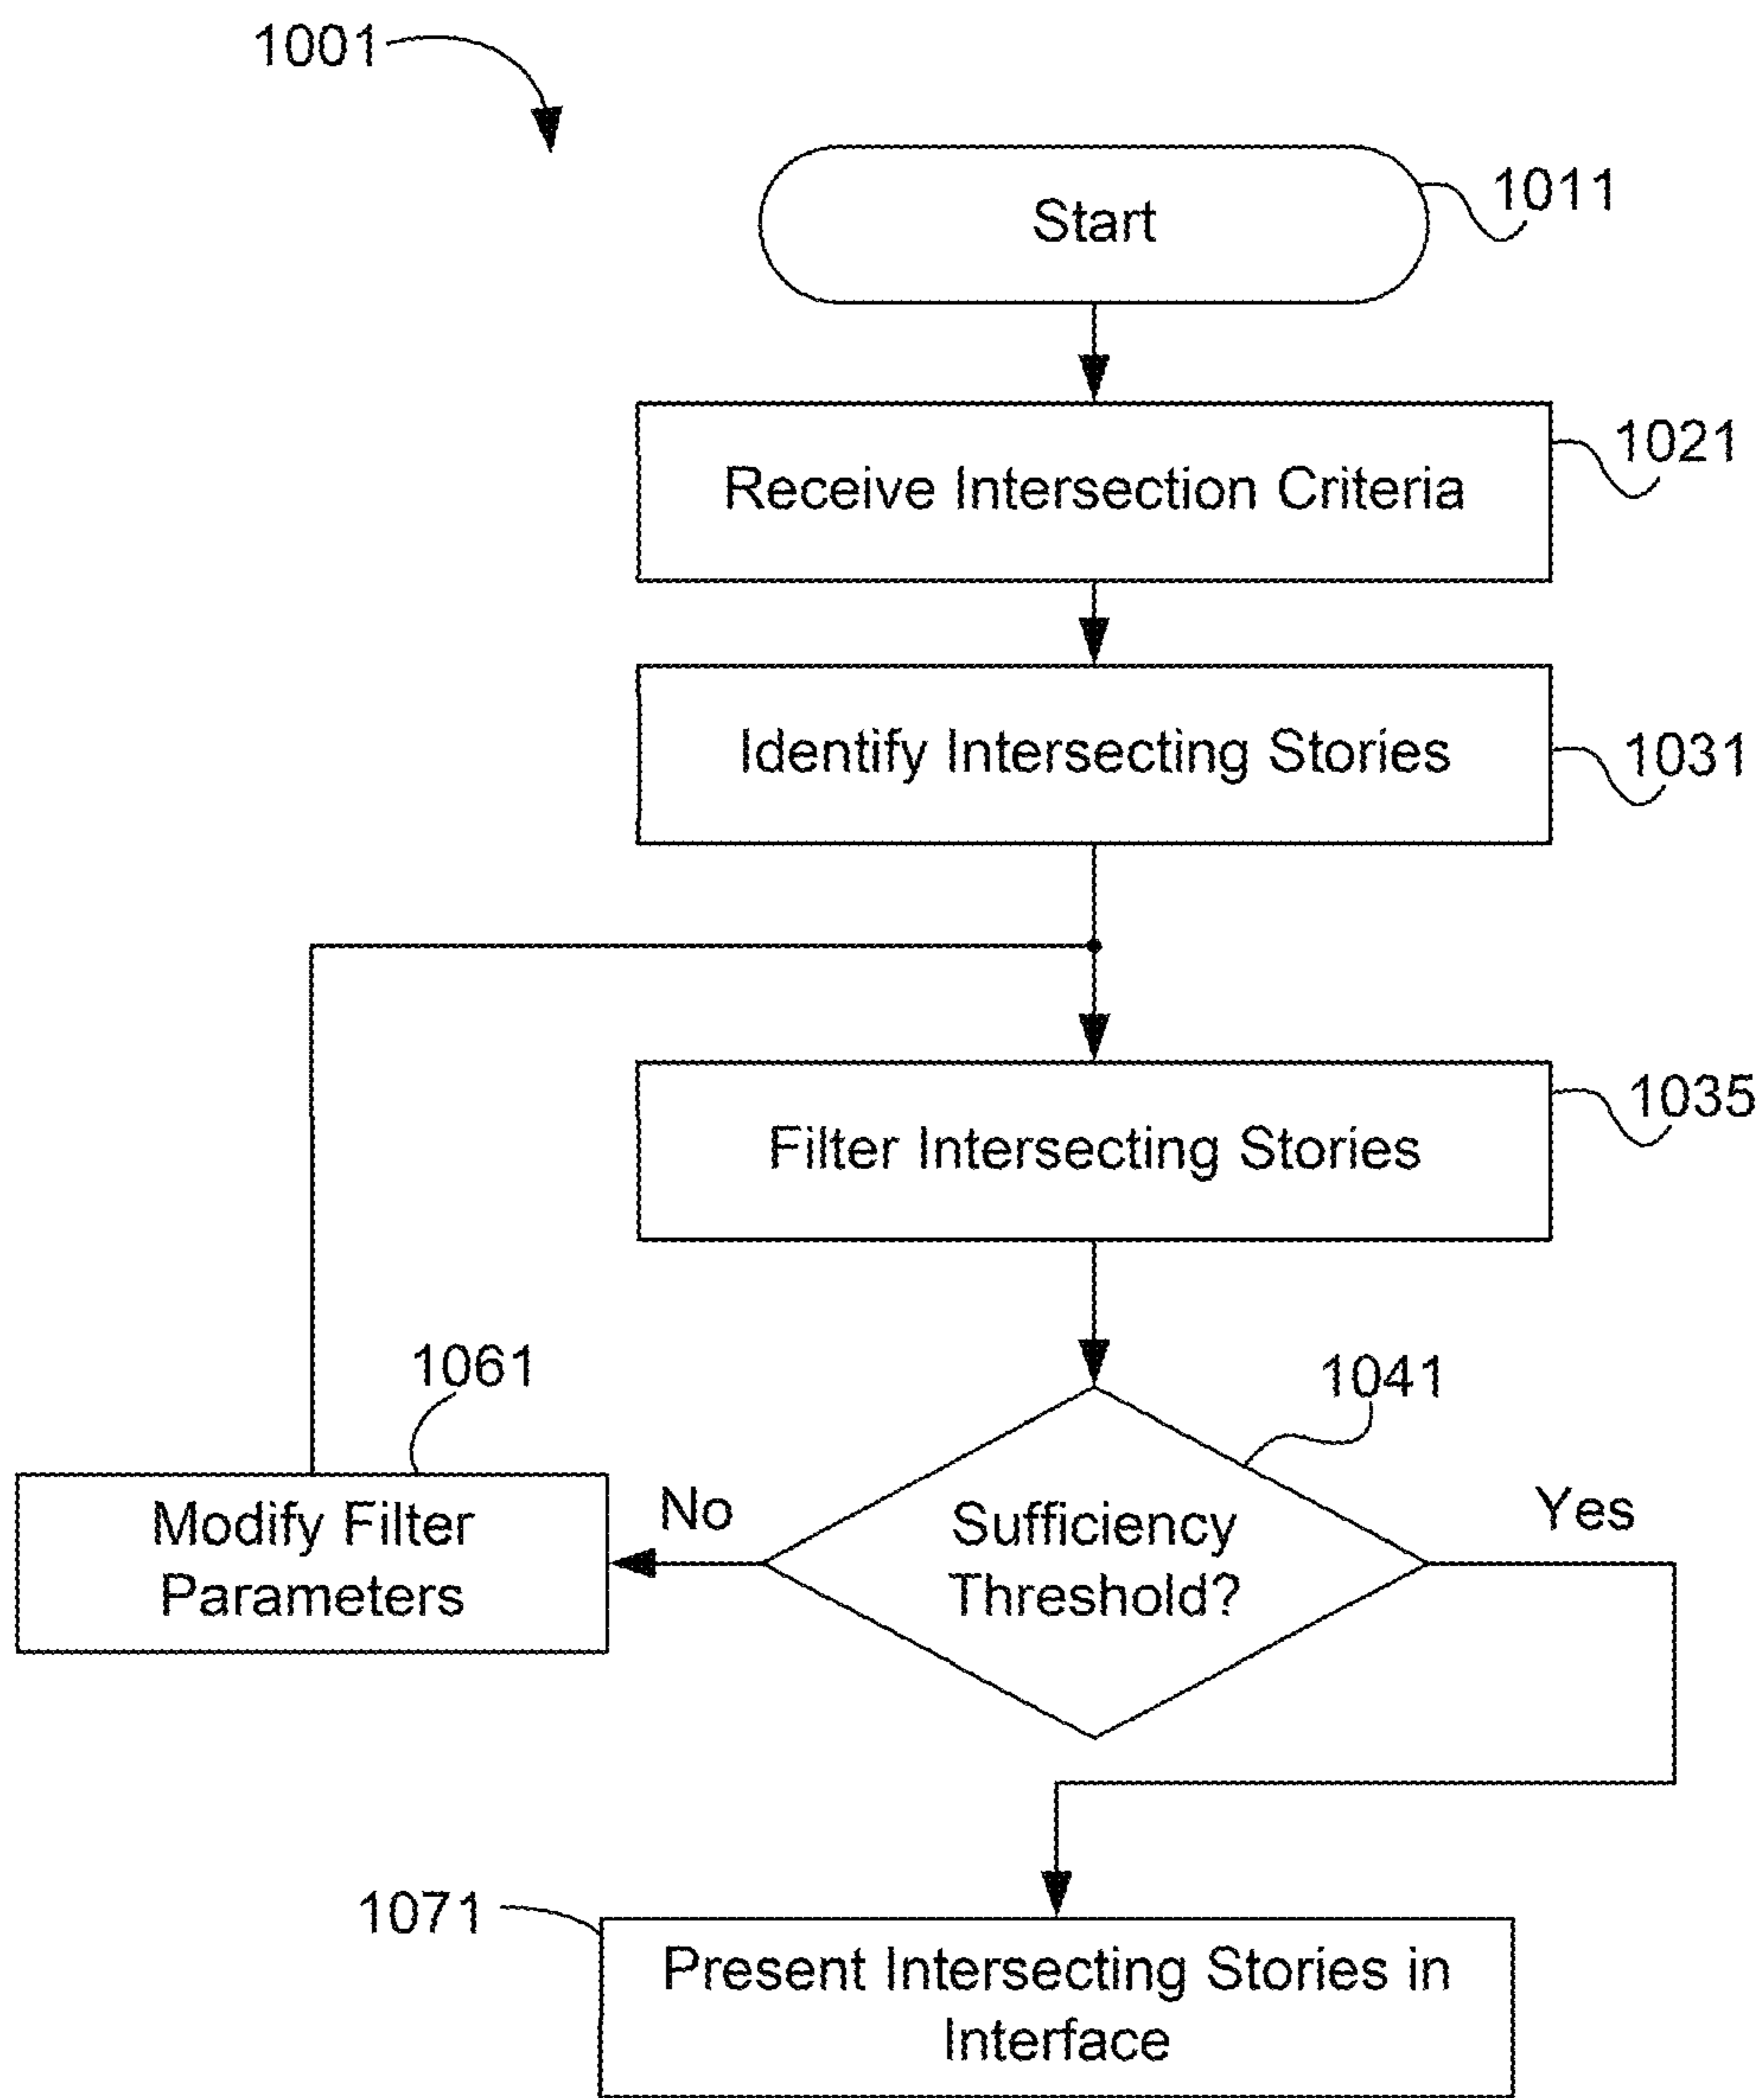 1001
Start
1011
Receive Intersection Criteria
1021
Identify Intersecting Stories
1031
Filter Intersecting Stories
1035
1061
1041
Modify Filter
Parameters
No
Sufficiency
Threshold?
Yes
1071
Present Intersecting Stories in
Interface